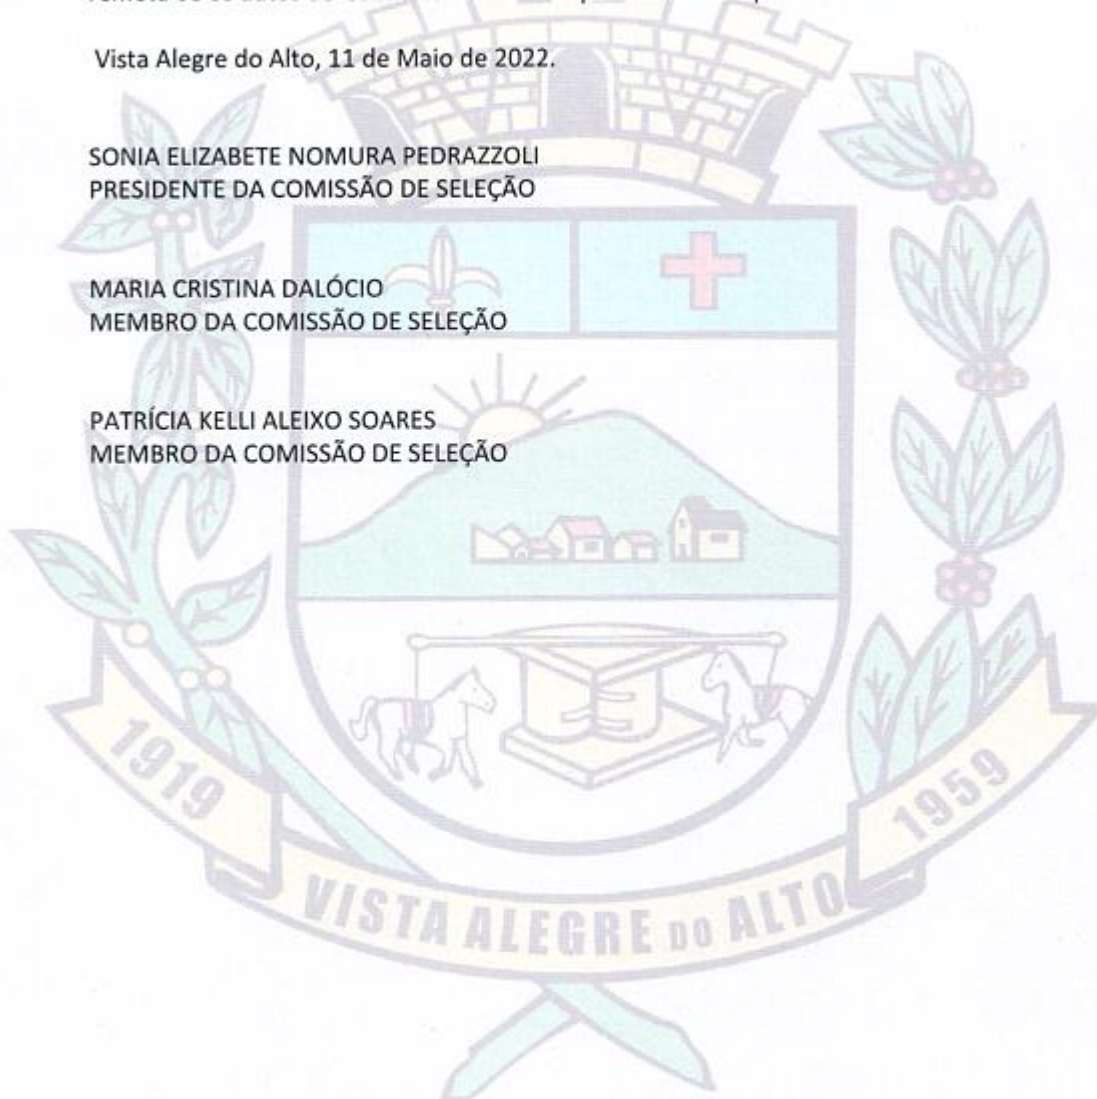 Vista Alegre do Alto, 11 de Maio de 2022.
SONIA ELIZABETE NOMURA PEDRAZZOLI
PRESIDENTE DA COMISSÃO DE SELEÇÃO
MARIA CRISTINA DALÓCIO
MEMBRO DA COMISSÃO DE SELEÇÃO
PATRÍCIA KELLI ALEIXO SOARES
MEMBRO DA COMISSÃO DE SELEÇÃO
1919
1959
VISTA ALEGRE DO ALTO